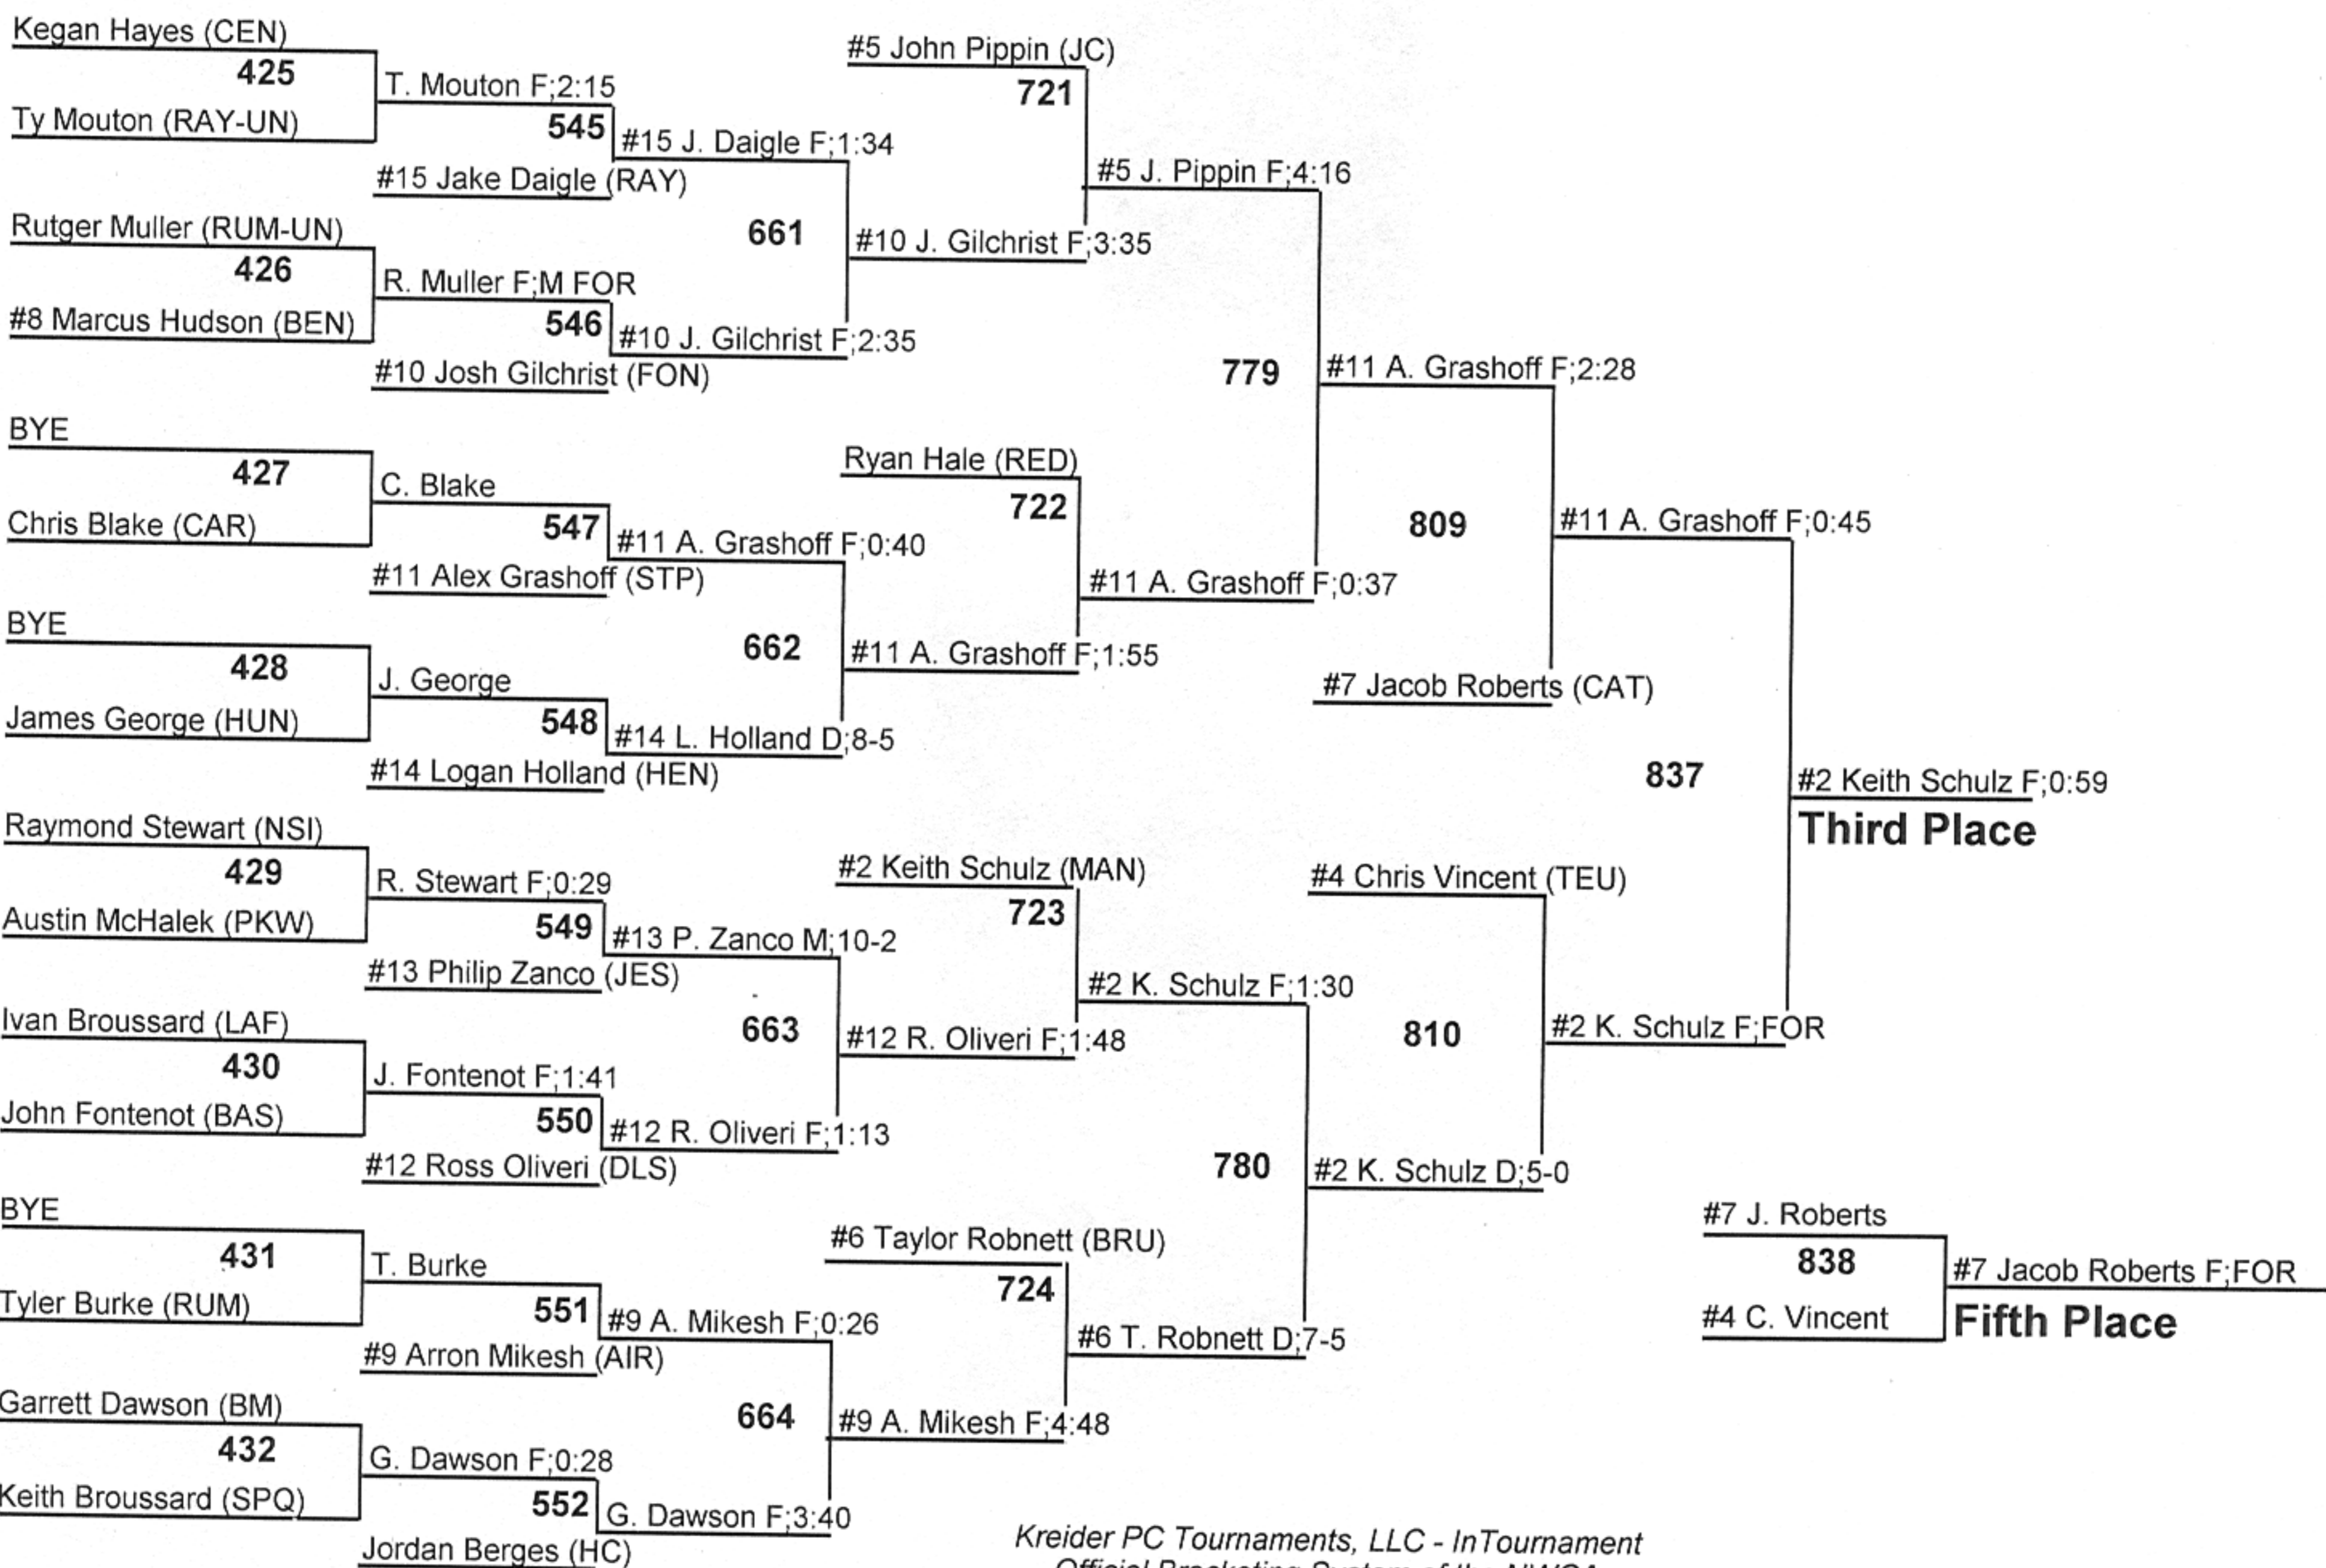 Kegan Hayes (CEN)
425
Ty Mouton (RAY-UN)
Rutger Muller (RUM-UN)
426
#8 Marcus Hudson (BEN)
BYE
427
Chris Blake (CAR)
BYE
428
James George (HUN)
Raymond Stewart (NSI)
429
Austin McHalek (PKW)
Ivan Broussard (LAF)
430
John Fontenot (BAS)
BYE
431
Tyler Burke (RUM)
Garrett Dawson (BM)
432
Keith Broussard (SPQ)
T. Mouton F;2:15
545
#15 Jake Daigle (RAY)
R. Muller F;M FOR
546
#10 Josh Gilchrist (FON)
C. Blake
547
#11 Alex Grashoff (STP)
J. George
548
#14 Logan Holland (HEN)
R. Stewart F;0:29
549
#13 Philip Zanco (JES)
J. Fontenot F;1:41
550
#12 Ross Oliveri (DLS)
T. Burke
551
#9 Arron Mikesh (AIR)
G. Dawson F;0:28
552
Jordan Berges (HC)
#15 J. Daigle F;1:34
661
#10 J. Gilchrist F;2:35
#11 A. Grashoff F;0:40
662
#14 L. Holland D;8-5
#13 P. Zanco M;10-2
663
#12 R. Oliveri F;1:13
#9 A. Mikesh F;0:26
664
G. Dawson F;3:40
#5 John Pippin (JC)
721
#10 J. Gilchrist F;3:35
Ryan Hale (RED)
722
#11 A. Grashoff F;1:55
#2 Keith Schulz (MAN)
723
#12 R. Oliveri F;1:48
#6 Taylor Robnett (BRU)
724
#9 A. Mikesh F;4:48
#5 J. Pippin F;4:16
779
#11 A. Grashoff F;0:37
#2 K. Schulz F;1:30
780
#6 T. Robnett D;7-5
#11 A. Grashoff F;2:28
809
#7 Jacob Roberts (CAT)
#4 Chris Vincent (TEU)
810
#2 K. Schulz D;5-0
#11 A. Grashoff F;0:45
837
#2 K. Schulz F;FOR
#2 Keith Schulz F;0:59
Third Place
#7 J. Roberts
838
#4 C. Vincent
#7 Jacob Roberts F;FOR
Fifth Place
Kreider PC Tournaments, LLC - InTournament
Official Bracketing System of the NWCA